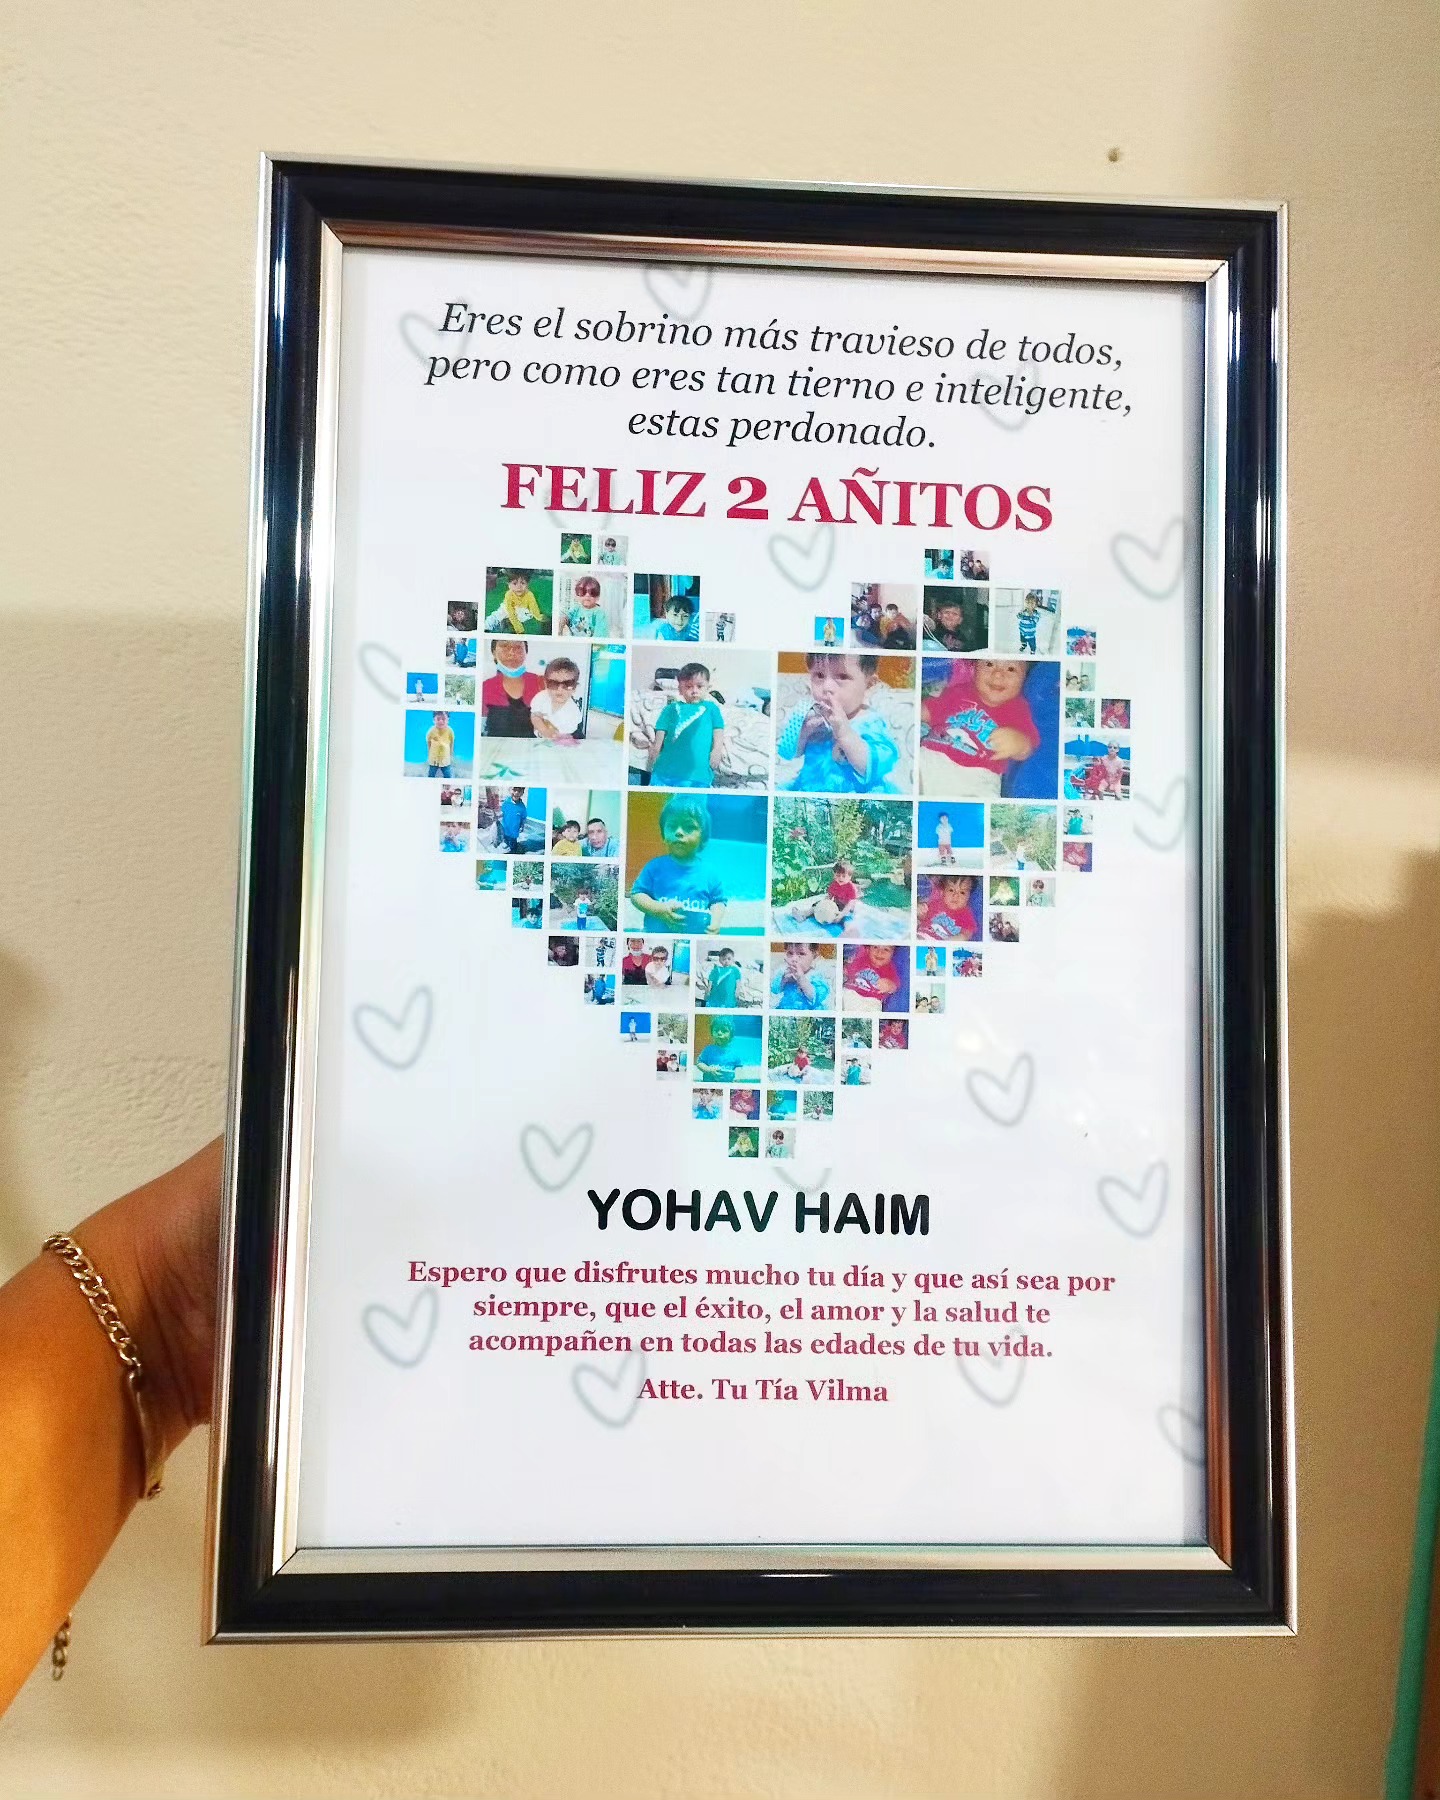 Eres el sobrino más travieso de todos,
pero como eres tan tierno e inteligente,
estas perdonado.
FELIZ 2 AÑITOS
YOHAV HAIM
Espero que disfrutes mucho tu día y que así sea por
siempre, que el éxito, el amor y la salud te
acompañen en todas las edades de tu vida.
Atte. Tu Tía Vilma